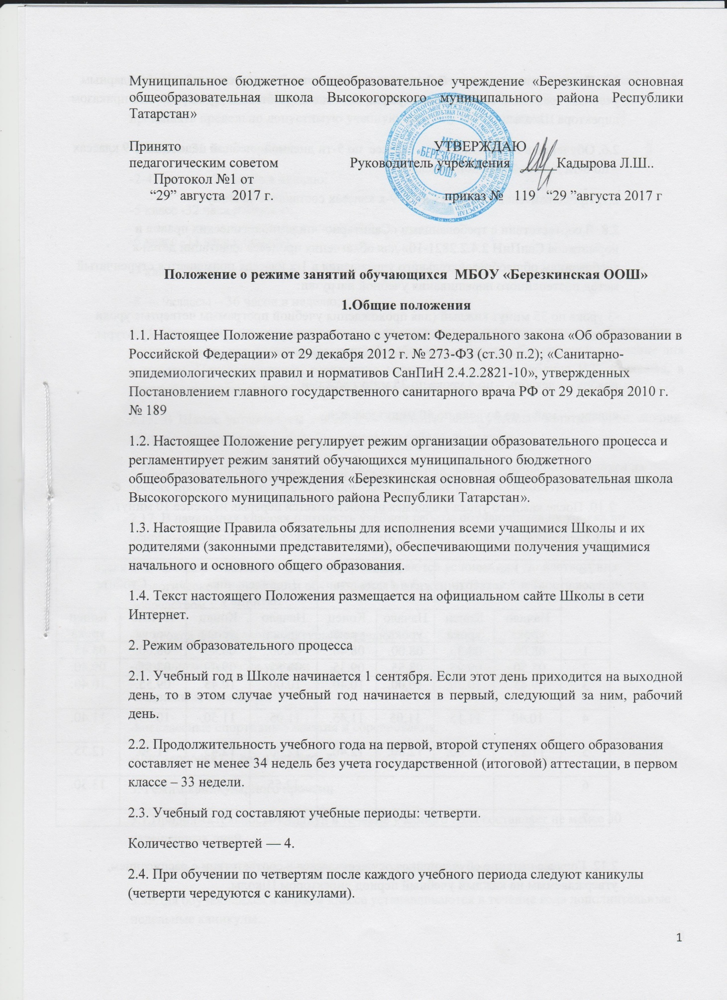 Муниципальное бюджетное общеобразовательное учреждение «Березкинская основная
общеобразовательная школа Высокогорского муниципального района Республики
Татарстан»
Принято УТВЕРЖДАЮ
педагогическим советом Руководитель учреждения ______Кадырова Л.Ш..
Протокол №1 от
“29” августа 2017 г. приказ № 119 “29 ”августа 2017 г
МБОУ
«БЕРЕЗКИНСКАЯ
ООШ»
Положение о режиме занятий обучающихся МБОУ «Березкинская ООШ»
1.Общие положения
1.1. Настоящее Положение разработано с учетом: Федерального закона «Об образовании в
Российской Федерации» от 29 декабря 2012 г. № 273-ФЗ (ст.30 п.2); «Санитарно-
эпидемиологических правил и нормативов СанПиН 2.4.2.2821-10», утвержденных
Постановлением главного государственного санитарного врача РФ от 29 декабря 2010 г.
№ 189
1.2. Настоящее Положение регулирует режим организации образовательного процесса и
регламентирует режим занятий обучающихся муниципального бюджетного
общеобразовательного учреждения «Березкинская основная общеобразовательная школа
Высокогорского муниципального района Республики Татарстан».
1.3. Настоящие Правила обязательны для исполнения всеми учащимися Школы и их
родителями (законными представителями), обеспечивающими получения учащимися
начального и основного общего образования.
1.4. Текст настоящего Положения размещается на официальном сайте Школы в сети
Интернет.
2. Режим образовательного процесса
2.1. Учебный год в Школе начинается 1 сентября. Если этот день приходится на выходной
день, то в этом случае учебный год начинается в первый, следующий за ним, рабочий
день.
2.2. Продолжительность учебного года на первой, второй ступенях общего образования
составляет не менее 34 недель без учета государственной (итоговой) аттестации, в первом
классе – 33 недели.
2.3. Учебный год составляют учебные периоды: четверти.
Количество четвертей — 4.
2.4. При обучении по четвертям после каждого учебного периода следуют каникулы
(четверти чередуются с каникулами).
1